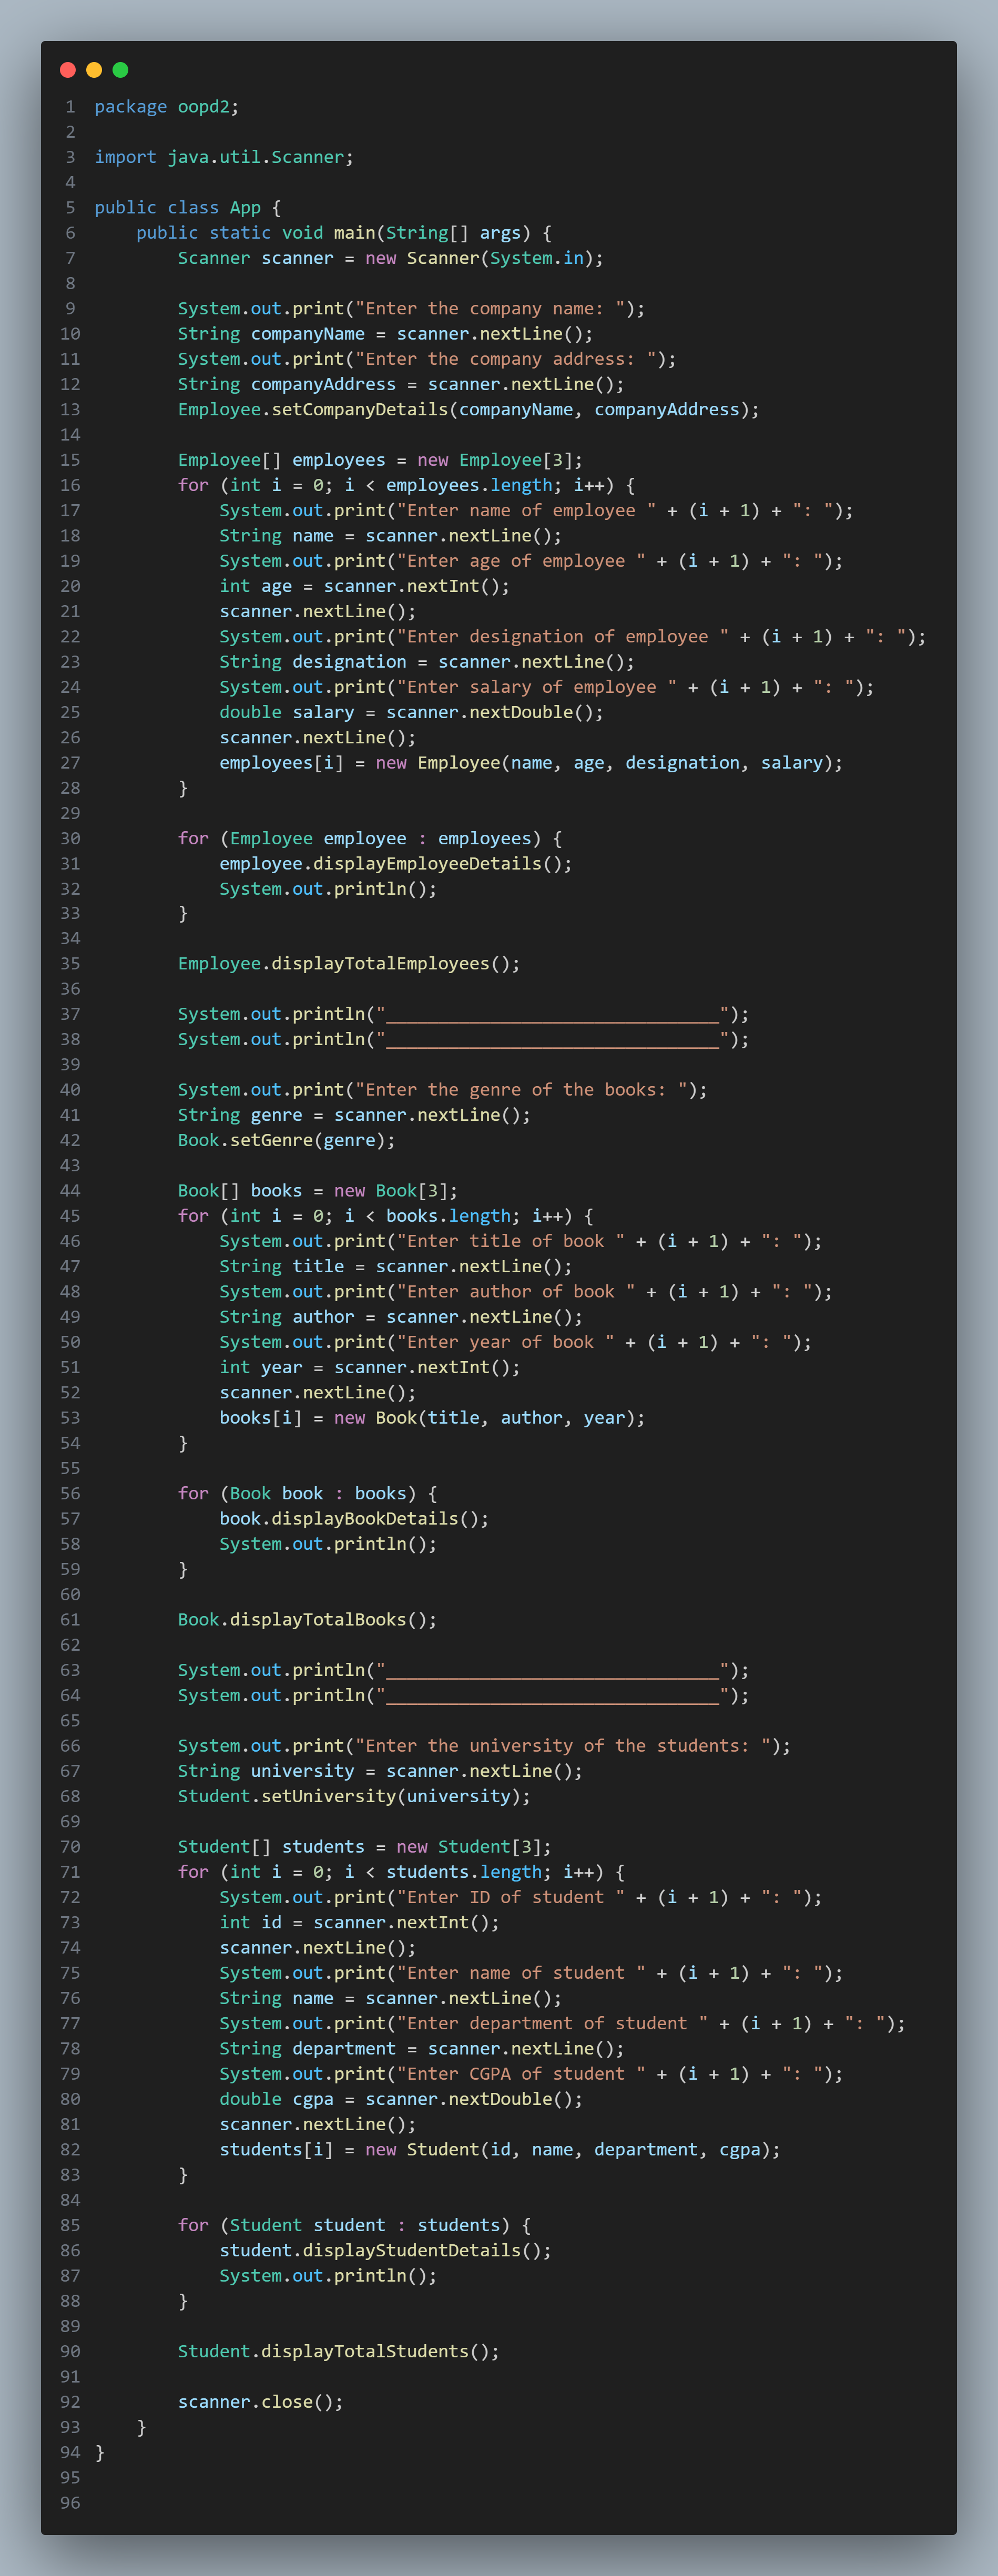 1 package oopd2;
2
3 import java.util.Scanner;
4
5 public class App {
6     public static void main(String[] args) {
7         Scanner scanner = new Scanner(System.in);
8
9         System.out.print("Enter the company name: ");
10         String companyName = scanner.nextLine();
11         System.out.print("Enter the company address: ");
12         String companyAddress = scanner.nextLine();
13         Employee.setCompanyDetails(companyName, companyAddress);
14
15         Employee[] employees = new Employee[3];
16         for (int i = 0; i < employees.length; i++) {
17             System.out.print("Enter name of employee " + (i + 1) + ": ");
18             String name = scanner.nextLine();
19             System.out.print("Enter age of employee " + (i + 1) + ": ");
20             int age = scanner.nextInt();
21             scanner.nextLine();
22             System.out.print("Enter designation of employee " + (i + 1) + ": ");
23             String designation = scanner.nextLine();
24             System.out.print("Enter salary of employee " + (i + 1) + ": ");
25             double salary = scanner.nextDouble();
26             scanner.nextLine();
27             employees[i] = new Employee(name, age, designation, salary);
28         }
29
30         for (Employee employee : employees) {
31             employee.displayEmployeeDetails();
32             System.out.println();
33         }
34
35         Employee.displayTotalEmployees();
36
37         System.out.println("________________________________");
38         System.out.println("________________________________");
39
40         System.out.print("Enter the genre of the books: ");
41         String genre = scanner.nextLine();
42         Book.setGenre(genre);
43
44         Book[] books = new Book[3];
45         for (int i = 0; i < books.length; i++) {
46             System.out.print("Enter title of book " + (i + 1) + ": ");
47             String title = scanner.nextLine();
48             System.out.print("Enter author of book " + (i + 1) + ": ");
49             String author = scanner.nextLine();
50             System.out.print("Enter year of book " + (i + 1) + ": ");
51             int year = scanner.nextInt();
52             scanner.nextLine();
53             books[i] = new Book(title, author, year);
54         }
55
56         for (Book book : books) {
57             book.displayBookDetails();
58             System.out.println();
59         }
60
61         Book.displayTotalBooks();
62
63         System.out.println("________________________________");
64         System.out.println("________________________________");
65
66         System.out.print("Enter the university of the students: ");
67         String university = scanner.nextLine();
68         Student.setUniversity(university);
69
70         Student[] students = new Student[3];
71         for (int i = 0; i < students.length; i++) {
72             System.out.print("Enter ID of student " + (i + 1) + ": ");
73             int id = scanner.nextInt();
74             scanner.nextLine();
75             System.out.print("Enter name of student " + (i + 1) + ": ");
76             String name = scanner.nextLine();
77             System.out.print("Enter department of student " + (i + 1) + ": ");
78             String department = scanner.nextLine();
79             System.out.print("Enter CGPA of student " + (i + 1) + ": ");
80             double cgpa = scanner.nextDouble();
81             scanner.nextLine();
82             students[i] = new Student(id, name, department, cgpa);
83         }
84
85         for (Student student : students) {
86             student.displayStudentDetails();
87             System.out.println();
88         }
89
90         Student.displayTotalStudents();
91
92         scanner.close();
93     }
94 }
95
96